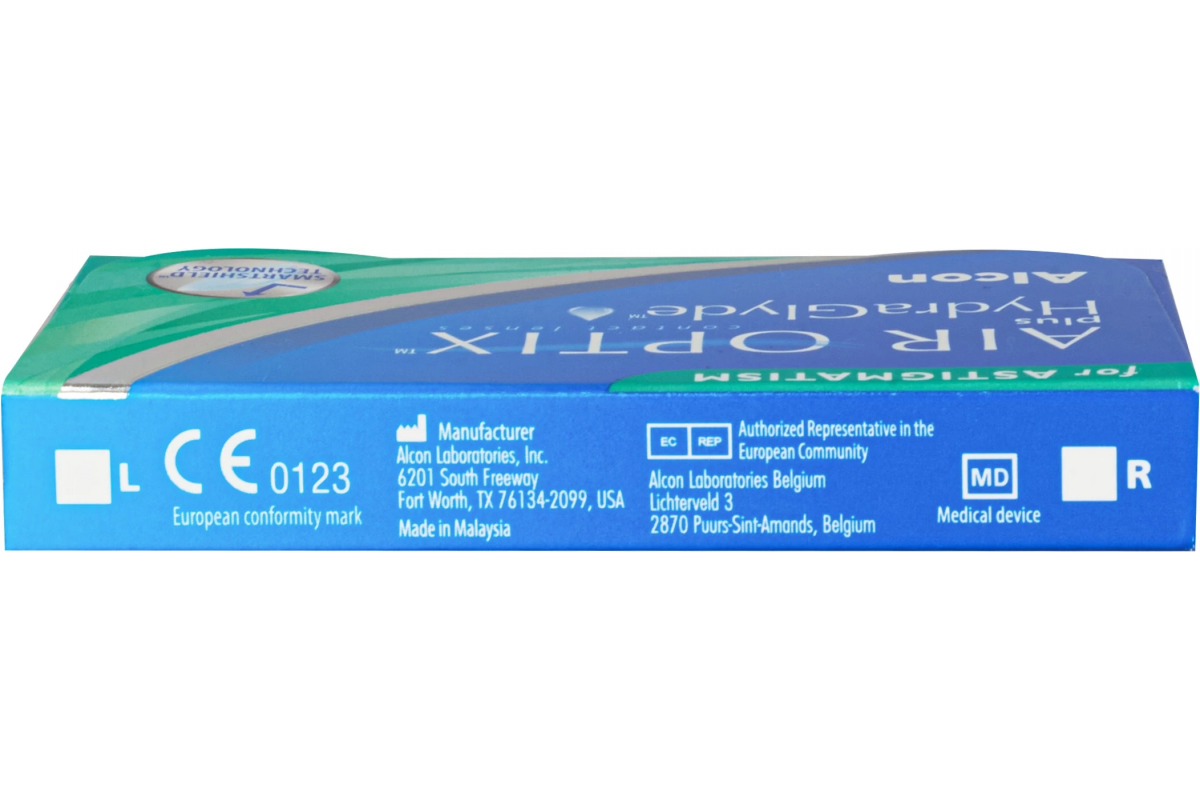 Alcon
AIR OPTIX™
plus
HydraGlyde™
contact lenses
for ASTIGMATISM
SMARTSHIELD™
TECHNOLOGY
L
CE 0123
European conformity mark
Manufacturer
Alcon Laboratories, Inc.
6201 South Freeway
Fort Worth, TX 76134-2099, USA
Made in Malaysia
EC REP
Authorized Representative in the
European Community
Alcon Laboratories Belgium
Lichterveld 3
2870 Puurs-Sint-Amands, Belgium
MD
Medical device
R